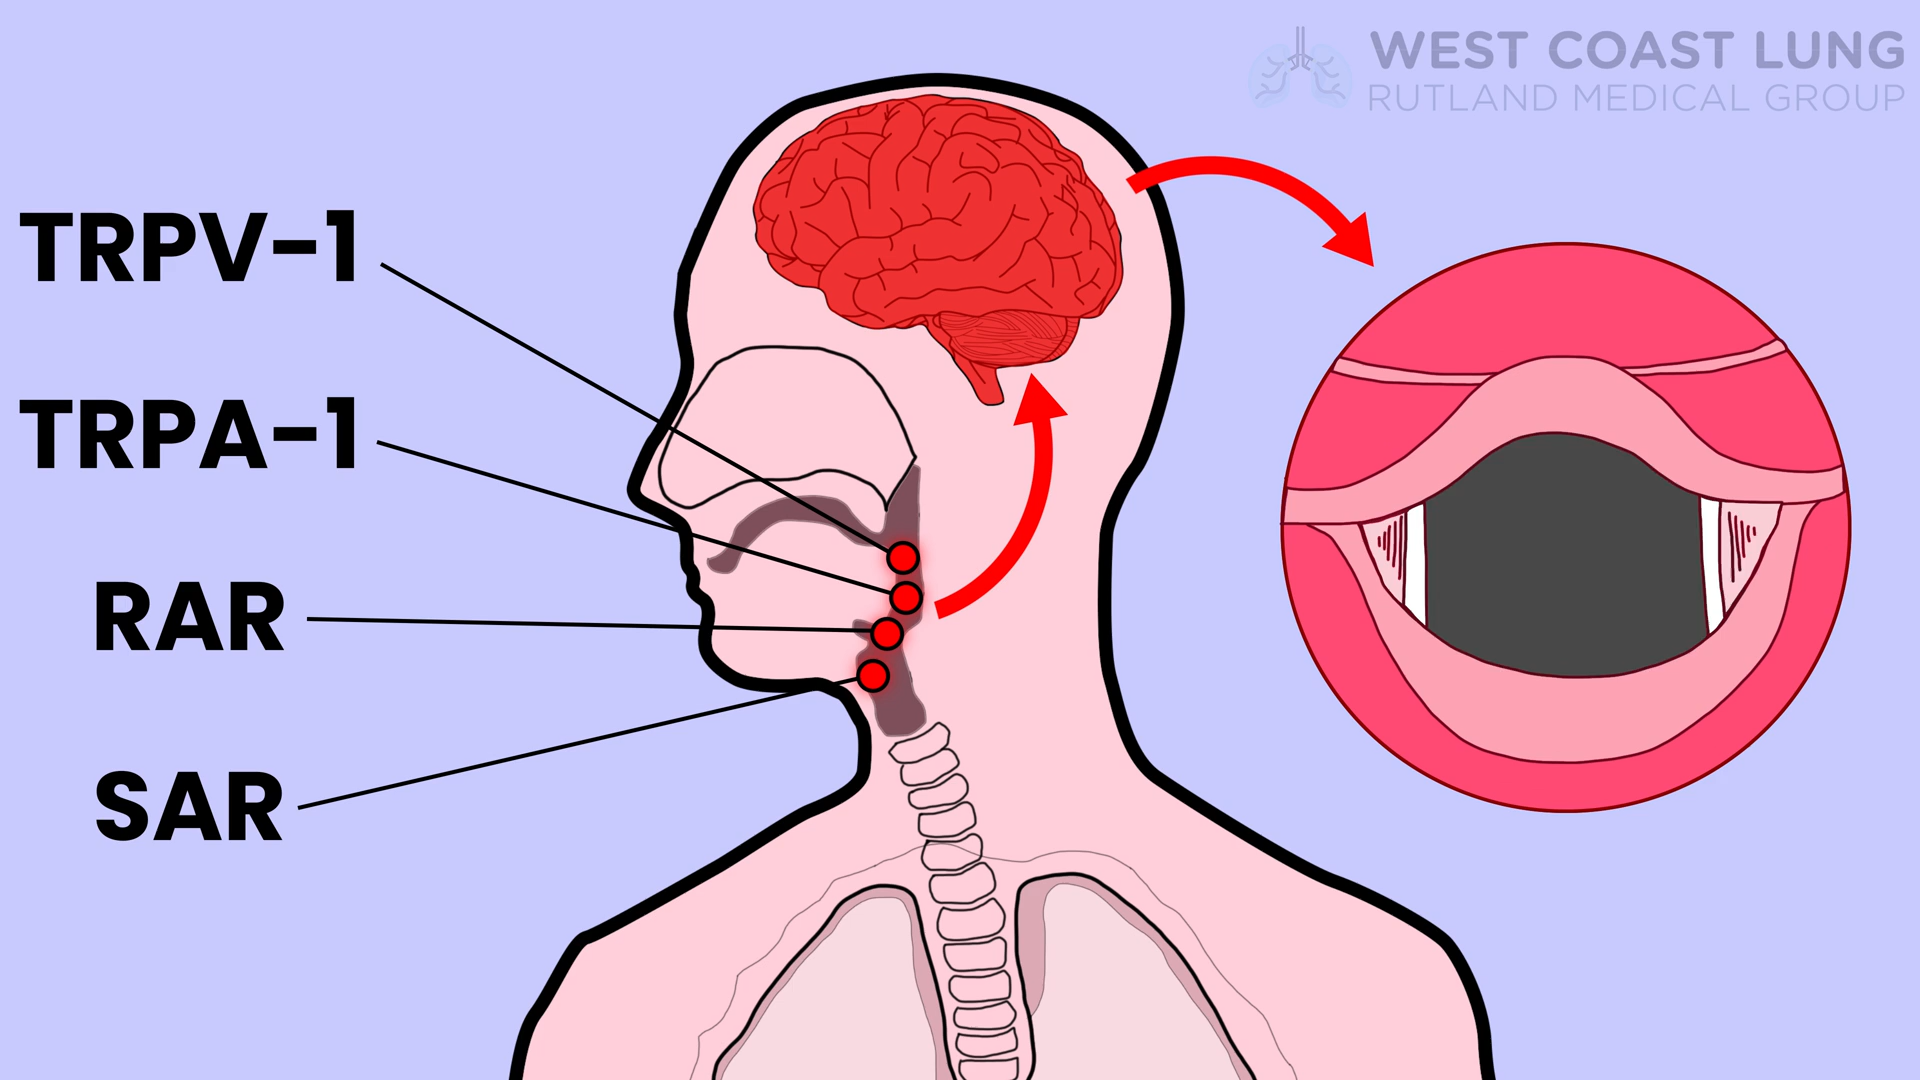 WEST COAST LUNG
RUTLAND MEDICAL GROUP
TRPV-1
TRPA-1
RAR
SAR